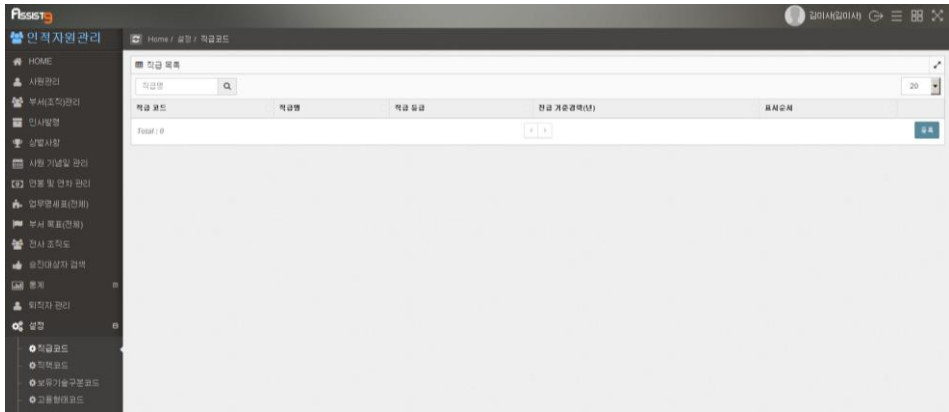 Assist9
김이사(김이사)
인적자원관리
Home / 설정 / 직급코드
HOME
사원관리
부서(조직)관리
인사발령
상벌사항
사원 기념일 관리
연봉 및 연차 관리
업무명세표(전체)
부서 목표(전체)
전사 조직도
승진대상자 검색
통계
퇴직자 관리
설정
직급코드
직책코드
보유기술구분코드
고용형태코드
직급 목록
직급명
20
직급 코드 직급명 직급 등급 진급 기준경력(년) 표시순서
Total : 0
등록